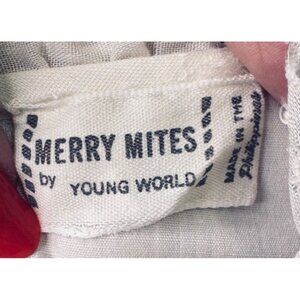 MERRY MITES
by YOUNG WORLD
MADE IN THE
Philippines